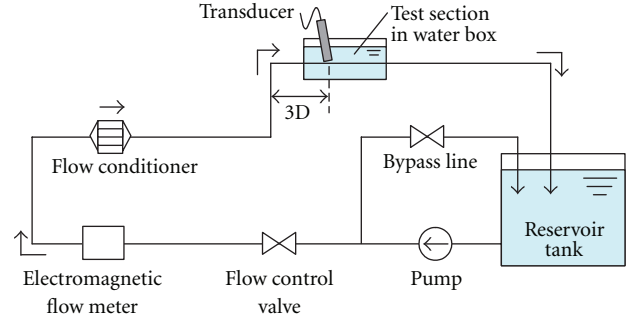 Transducer
Test section
in water box
3D
Flow conditioner
Bypass line
Reservoir
tank
Electromagnetic
flow meter
Flow control
valve
Pump